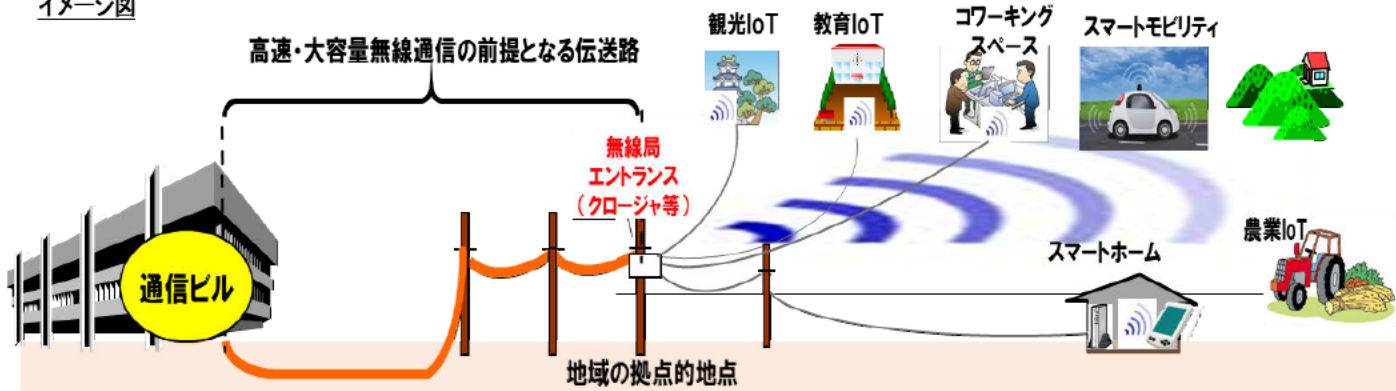 イメージ図
高速・大容量無線通信の前提となる伝送路
観光IoT
教育IoT
コワーキング
スペース
スマートモビリティ
無線局
エントランス
（クロージャ等）
通信ビル
スマートホーム
農業IoT
地域の拠点的地点